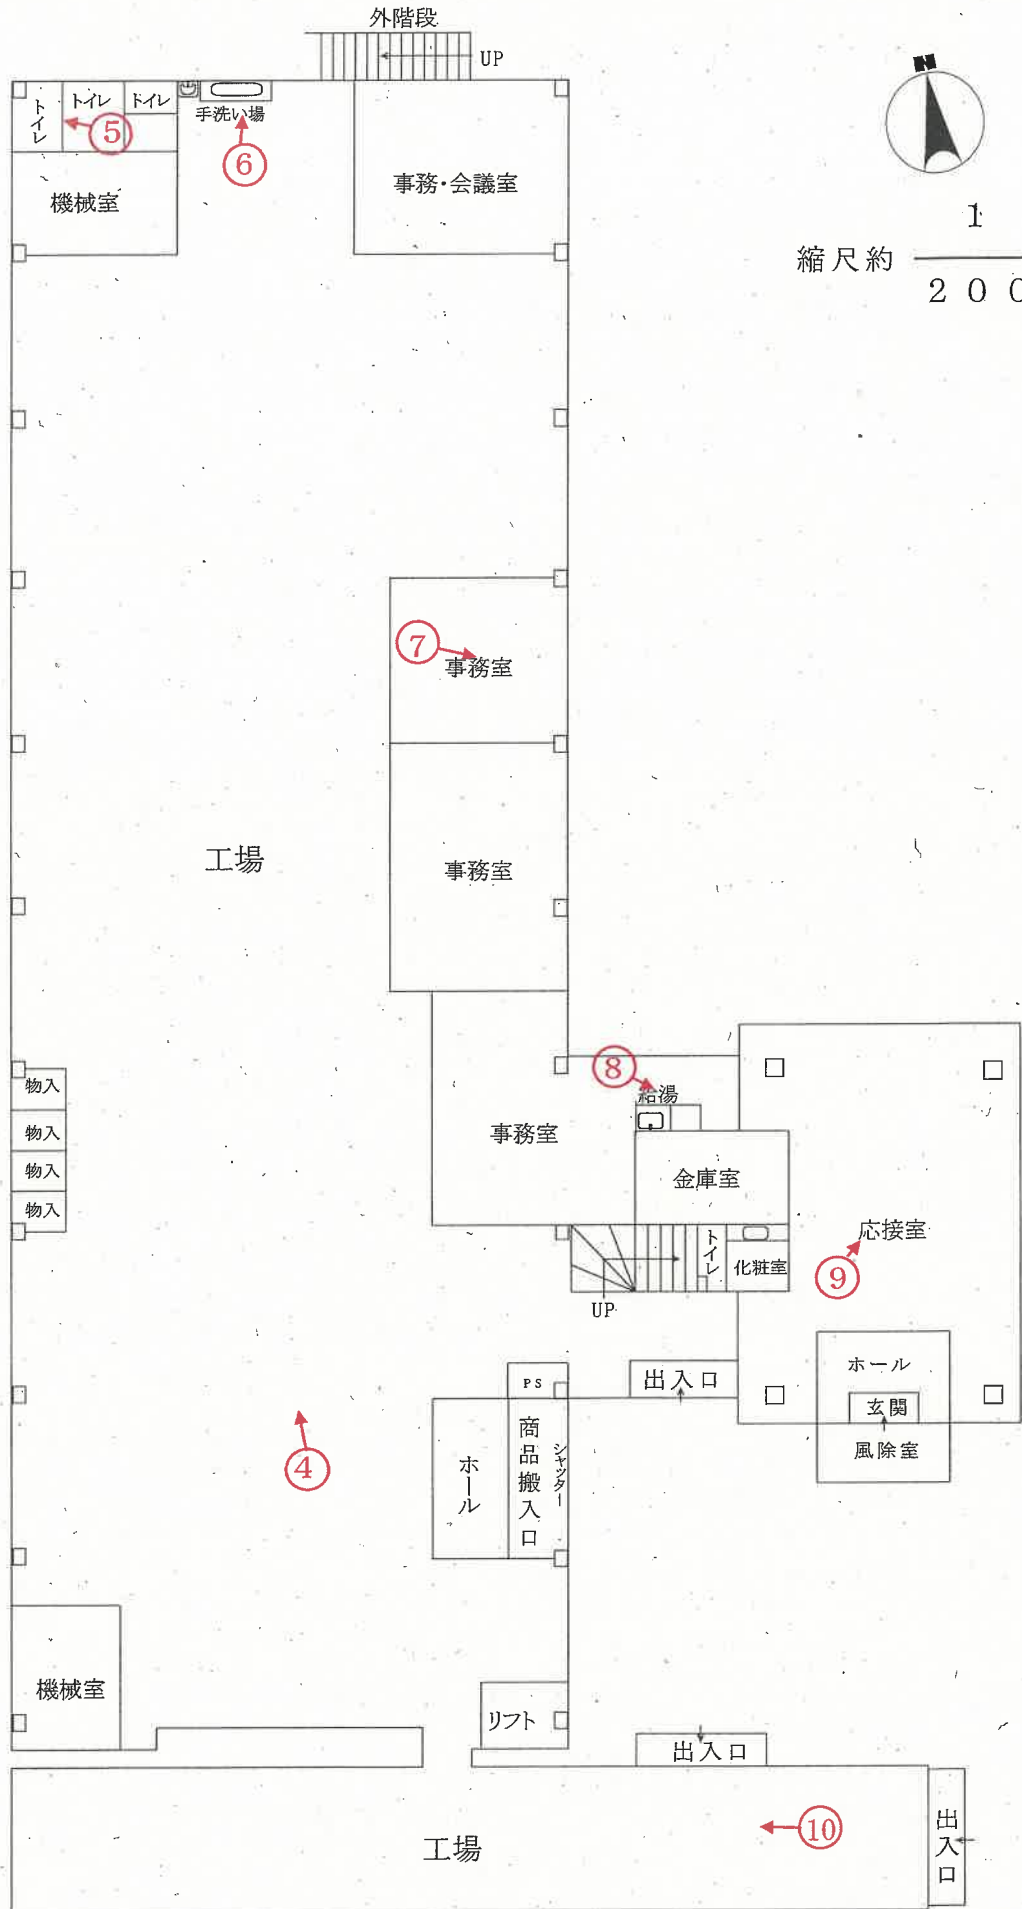 外階段
UP
N
トイレ
トイレ
トイレ
手洗い場
⑤
⑥
機械室
事務・会議室
縮尺約
1
200
⑦
事務室
工場
事務室
⑧
給湯
物入
物入
物入
物入
事務室
金庫室
応接室
トイレ
化粧室
⑨
UP
ホール
出入口
PS
玄関
風除室
④
ホール
商品搬入口
シャッター
機械室
リフト
出入口
⑩
工場
出入口